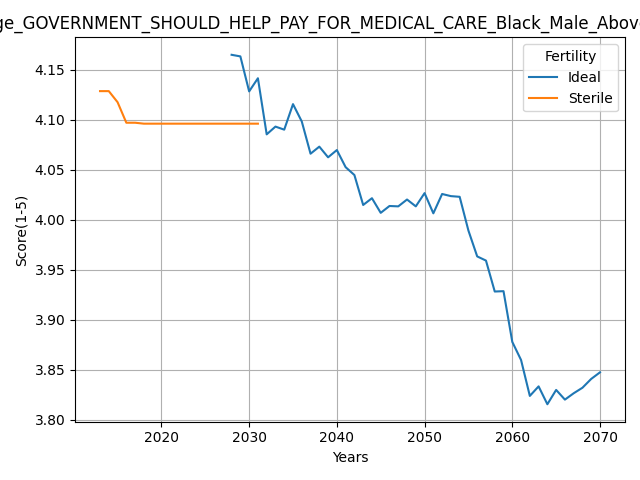 ge_GOVERNMENT_SHOULD_HELP_PAY_FOR_MEDICAL_CARE_Black_Male_Above
Fertility
Ideal
Sterile
4.15
4.10
4.05
4.00
3.95
3.90
3.85
3.80
Score(1-5)
2020 2030 2040 2050 2060 2070
Years